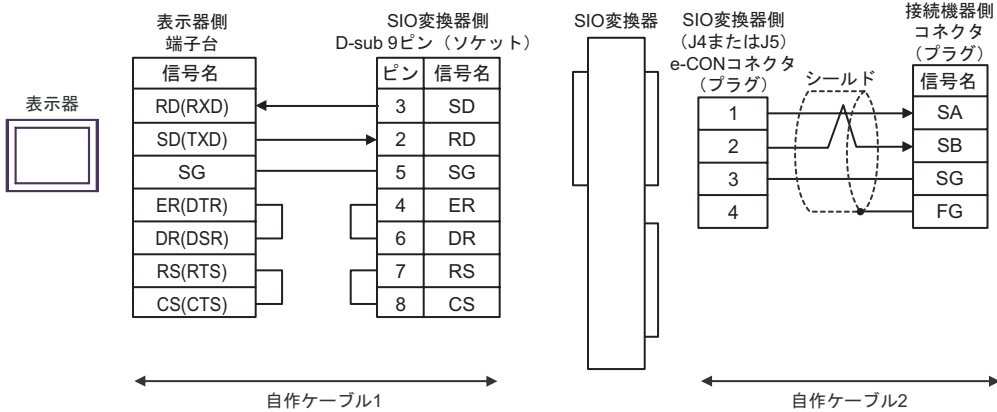 表示器
表示器側
端子台
信号名
RD(RXD)
SD(TXD)
SG
ER(DTR)
DR(DSR)
RS(RTS)
CS(CTS)
SIO変換器側
D-sub 9ピン（ソケット）
ピン 信号名
3 SD
2 RD
5 SG
4 ER
6 DR
7 RS
8 CS
自作ケーブル1
SIO変換器
SIO変換器側
（J4またはJ5）
e-CONコネクタ
（プラグ）
1
2
3
4
シールド
接続機器側
コネクタ
（プラグ）
信号名
SA
SB
SG
FG
自作ケーブル2